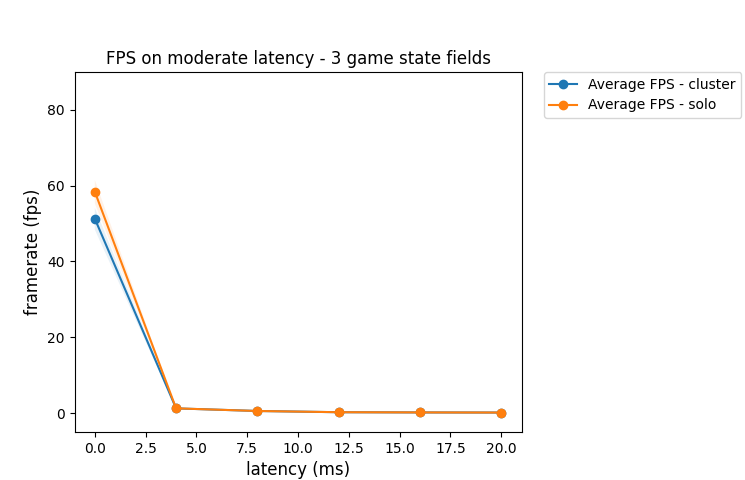 FPS on moderate latency - 3 game state fields
Average FPS - cluster
Average FPS - solo
framerate (fps)
80
60
40
20
0
0.0 2.5 5.0 7.5 10.0 12.5 15.0 17.5 20.0
latency (ms)